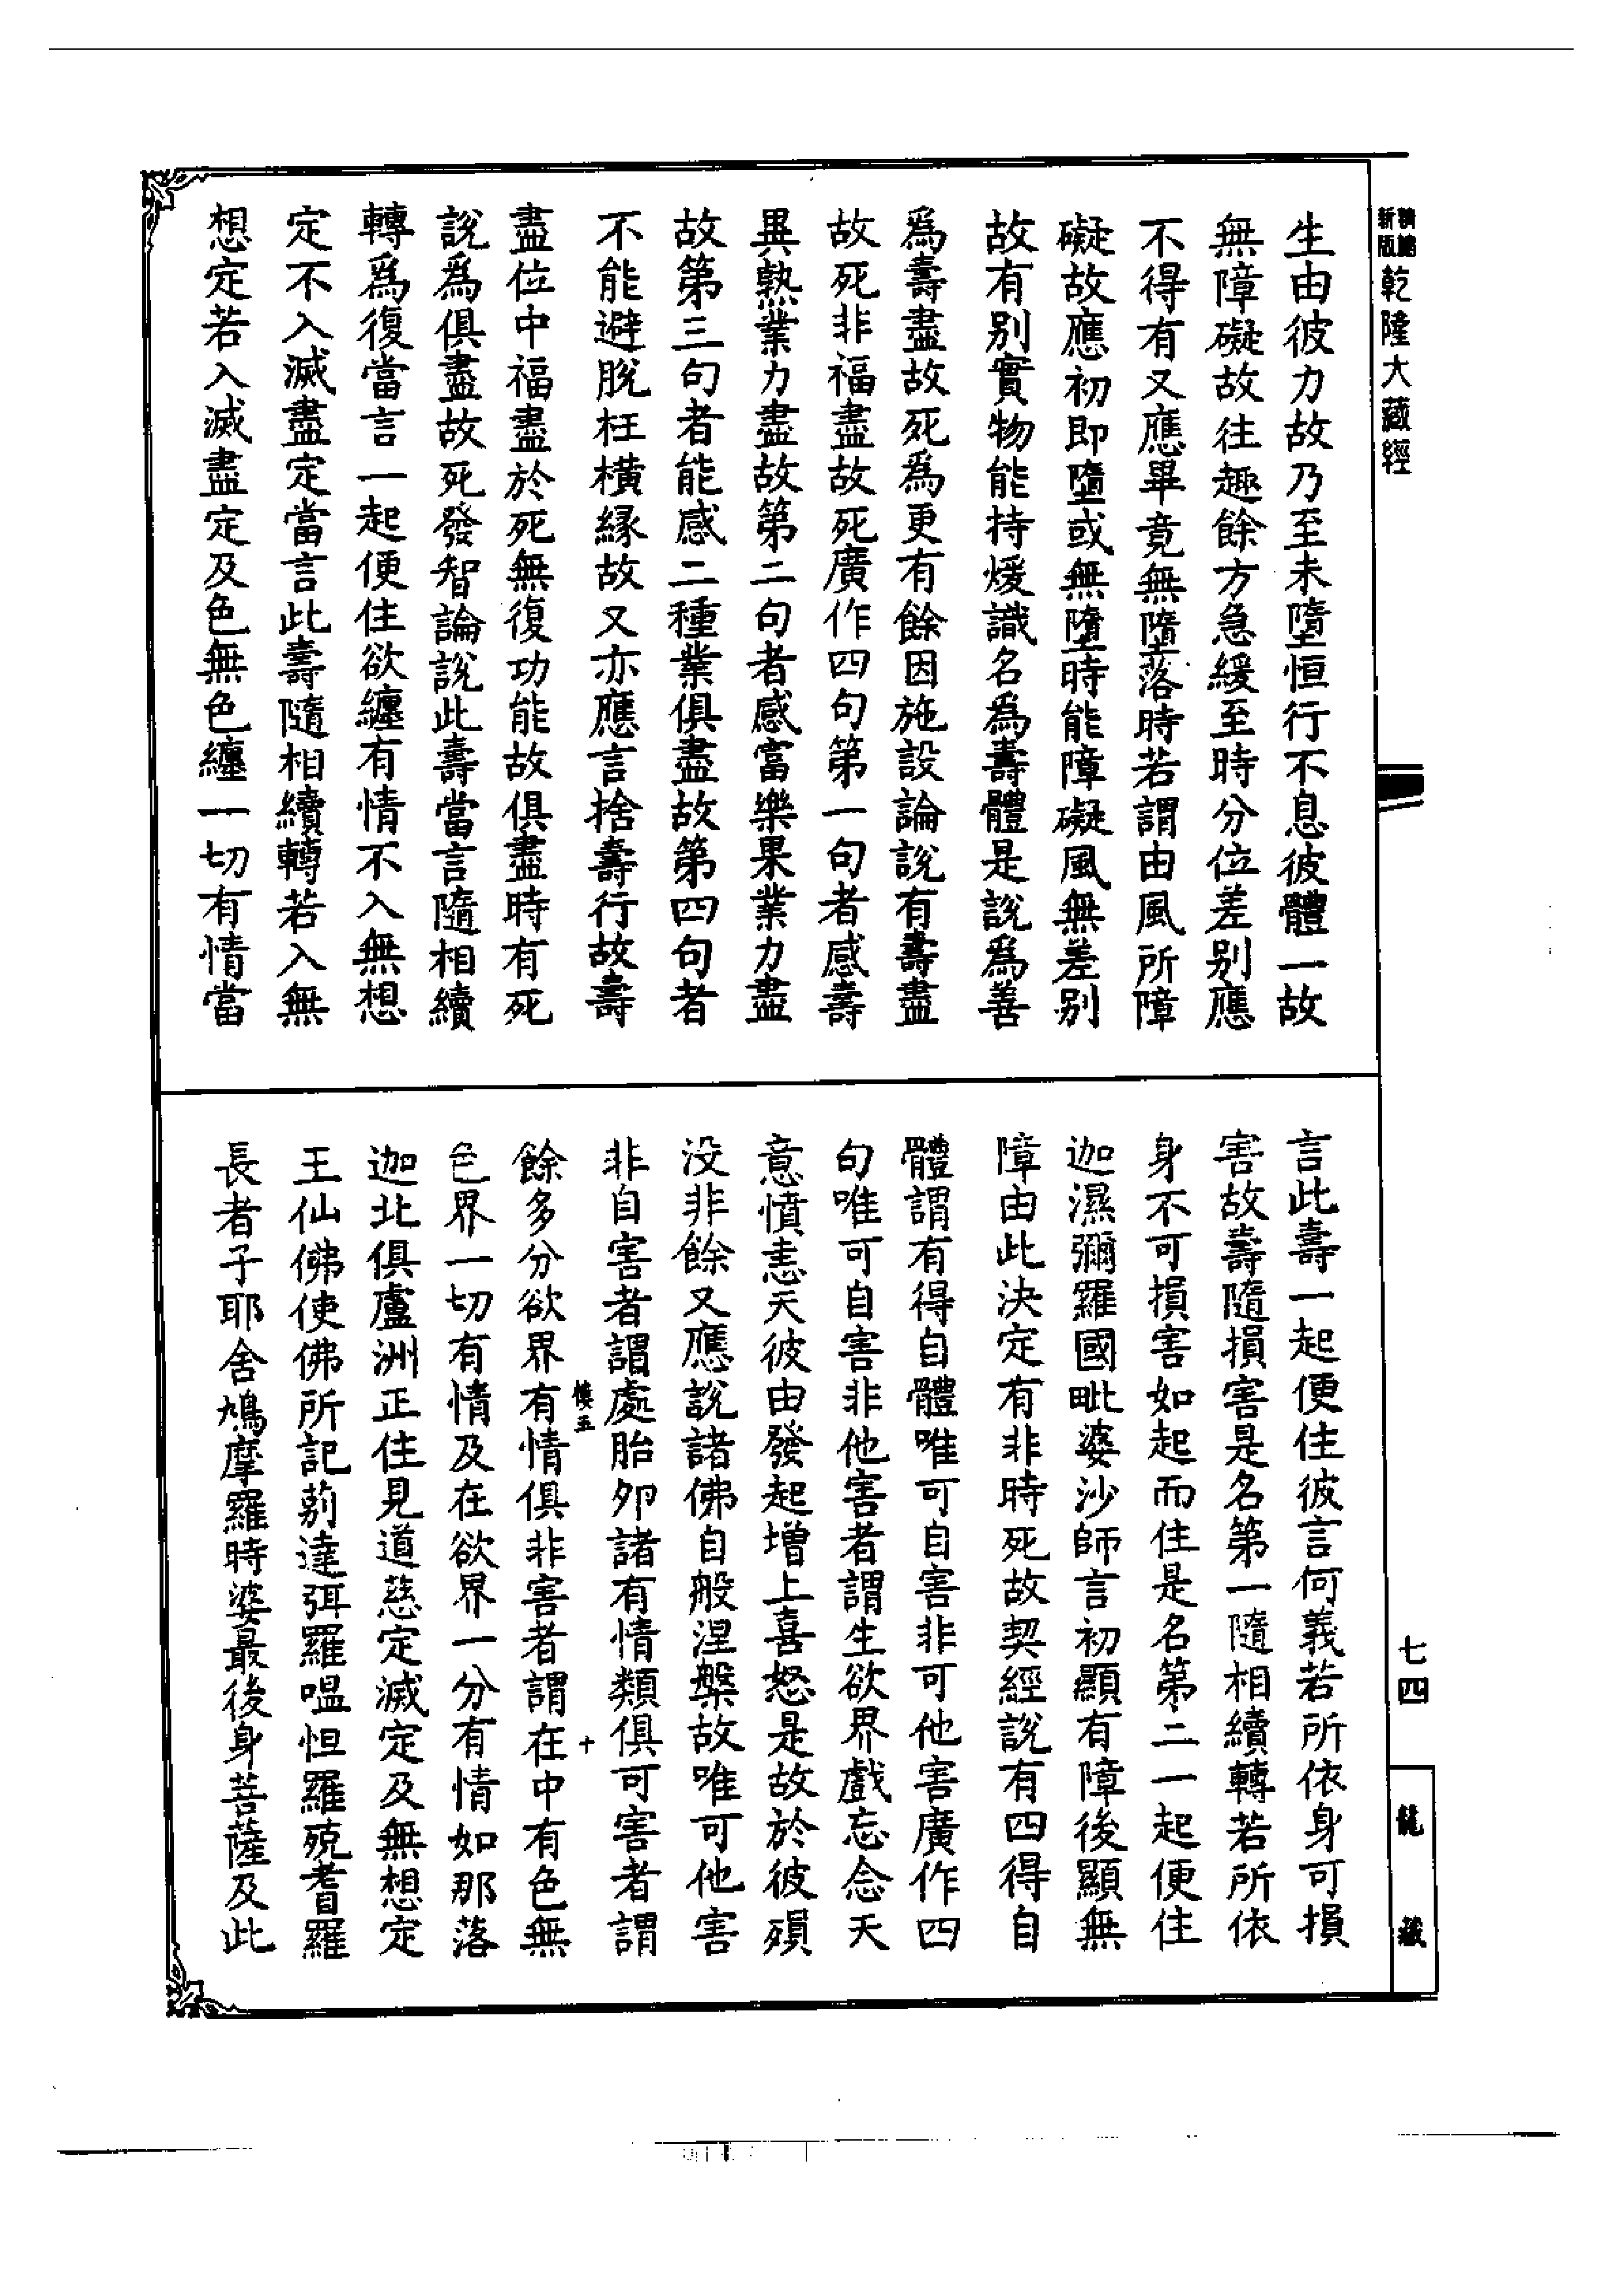 精縮
新版
乾隆大藏經
生由彼力故乃至未墮恒行不息彼體一故
無障礙故往趣餘方急緩至時分位差别應
不得有又應畢竟無墮落時若謂由風所障
礙故應初即墮或無墮時能障礙風無差别
故有别實物能持煖識名為壽體是說為善
為壽盡故死為更有餘因施設論說有壽盡
故死非福盡故死廣作四句第一句者感壽
異熟業力盡故第二句者感富樂果業力盡
故第三句者能感二種業俱盡故第四句者
不能避脫枉橫緣故又亦應言捨壽行故壽
盡位中福盡於死無復功能故俱盡時有死
說為俱盡故死發智論說此壽當言隨相續
轉為復當言一起便住欲纏有情不入無想
定不入滅盡定當言此壽隨相續轉若入無
想定若入滅盡定及色無色纏一切有情當
言此壽一起便住彼言何義若所依身可損
害故壽隨損害是名第一隨相續轉若所依
身不可損害如起而住是名第二一起便住
迦濕彌羅國毗婆沙師言初顯有障後顯無
障由此決定有非時死故契經說有四得自
體謂有得自體唯可自害非可他害廣作四
句唯可自害非他害者謂生欲界戲忘念天
意憤恚天彼由發起增上喜怒是故於彼殞
没非餘又應說諸佛自般涅槃故唯可他害
非自害者謂處胎卵諸有情類俱可害者謂
餘多分欲界有情俱非害者謂在中有色無
色界一切有情及在欲界一分有情如那落
迦北俱盧洲正住見道慈定滅定及無想定
王仙佛使佛所記莂達弭羅嗢怛羅殑耆羅
長者子耶舍鳩摩羅時婆最後身菩薩及此
七四
龍藏
十